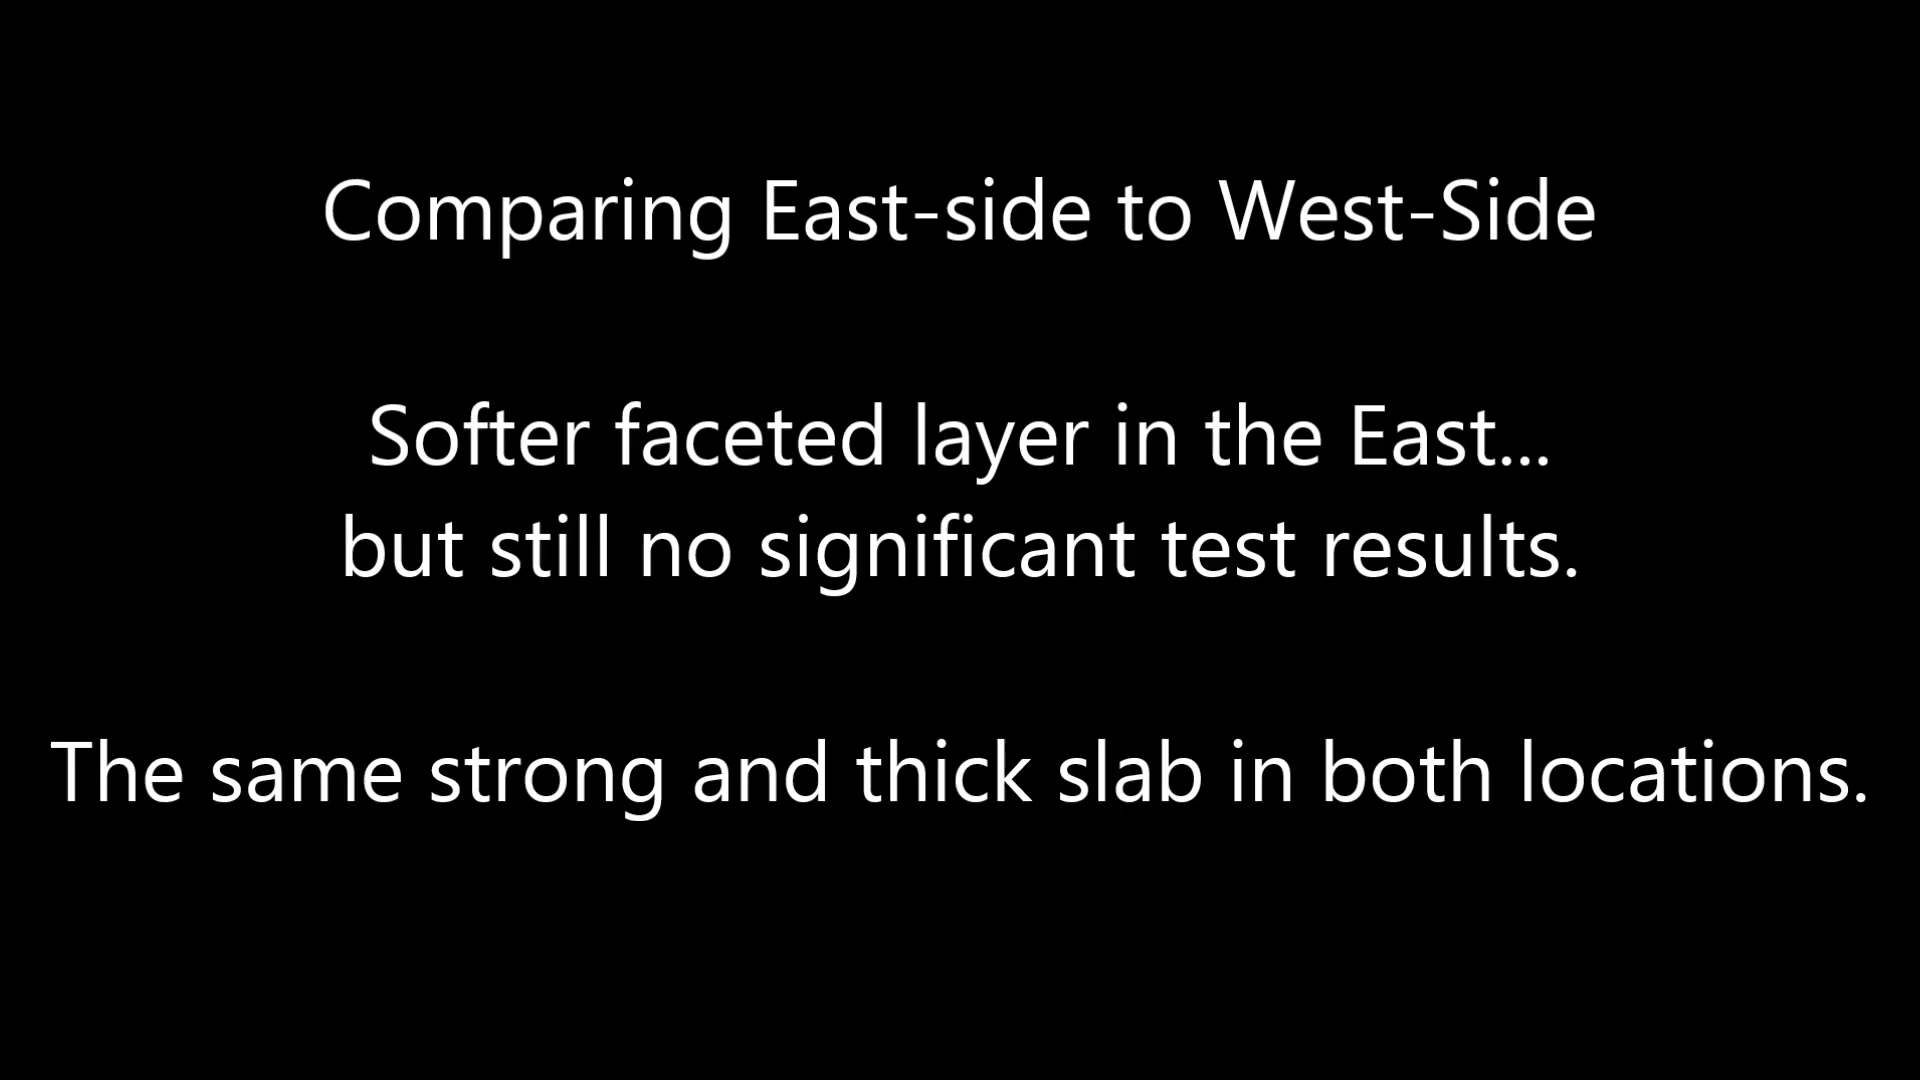 Comparing East-side to West-Side
Softer faceted layer in the East...
but still no significant test results.
The same strong and thick slab in both locations.